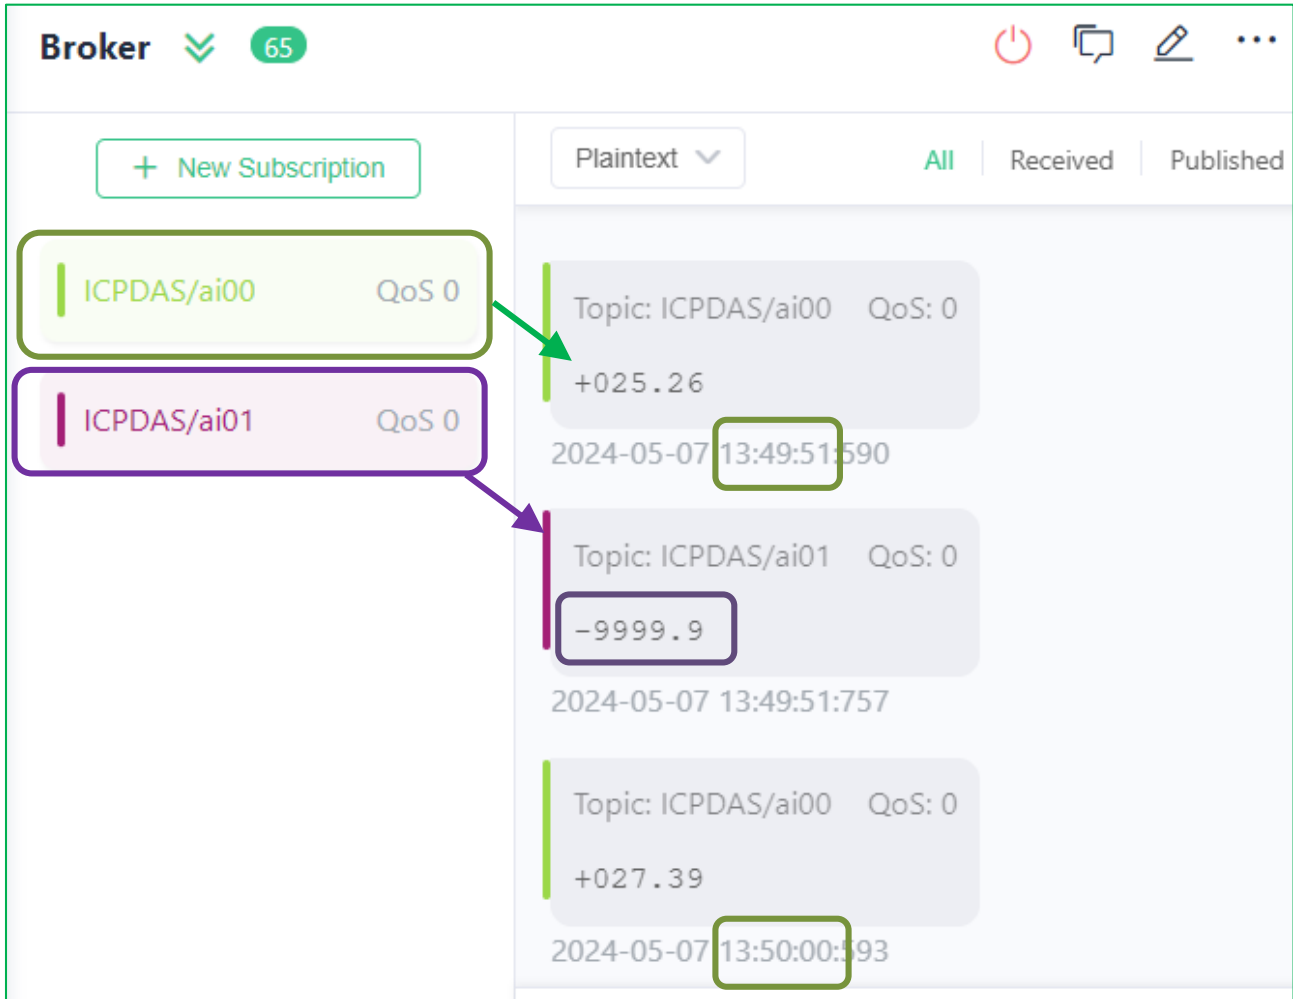 Broker 65
+ New Subscription
Plaintext All Received Published
ICPDAS/ai00 QoS 0
ICPDAS/ai01 QoS 0
Topic: ICPDAS/ai00 QoS: 0
+025.26
2024-05-07 13:49:51:590
Topic: ICPDAS/ai01 QoS: 0
-9999.9
2024-05-07 13:49:51:757
Topic: ICPDAS/ai00 QoS: 0
+027.39
2024-05-07 13:50:00:593